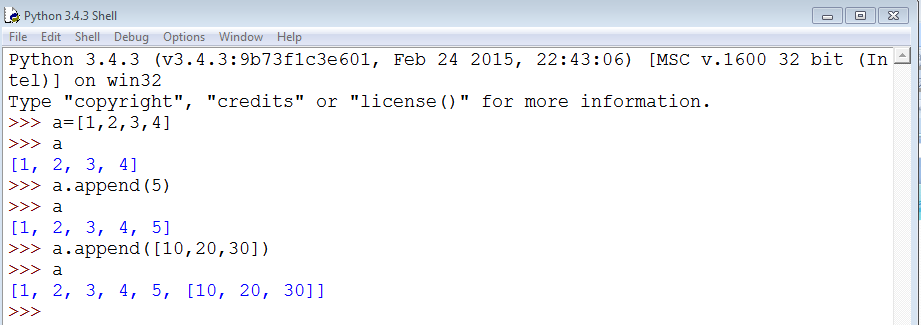 Python 3.4.3 Shell
File Edit Shell Debug Options Window Help
Python 3.4.3 (v3.4.3:9b73f1c3e601, Feb 24 2015, 22:43:06) [MSC v.1600 32 bit (In
tel)] on win32
Type "copyright", "credits" or "license()" for more information.
>>> a=[1,2,3,4]
>>> a
[1, 2, 3, 4]
>>> a.append(5)
>>> a
[1, 2, 3, 4, 5]
>>> a.append([10,20,30])
>>> a
[1, 2, 3, 4, 5, [10, 20, 30]]
>>>